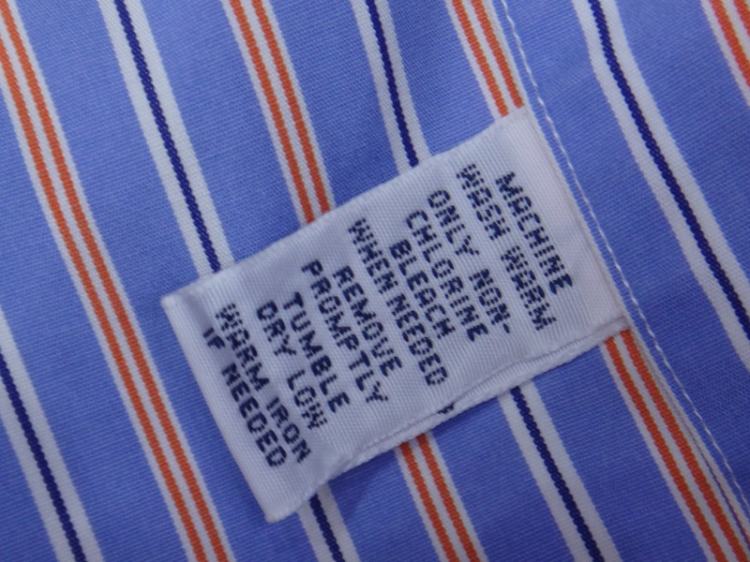 MACHINE
WASH WARM
ONLY NON-
CHLORINE
BLEACH
WHEN NEEDED
REMOVE
PROMPTLY
TUMBLE
DRY LOW
WARM IRON
IF NEEDED